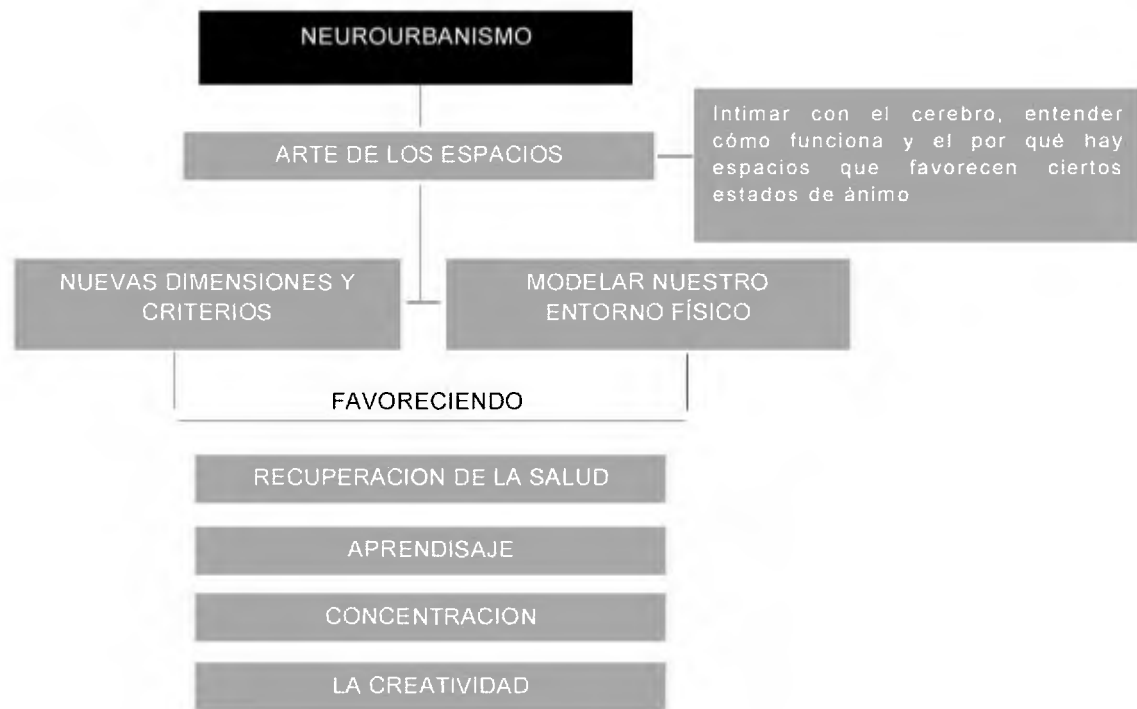 NEUROURBANISMO
ARTE DE LOS ESPACIOS
Intimar con el cerebro, entender
cómo funciona y el por qué hay
espacios que favorecen ciertos
estados de ánimo
NUEVAS DIMENSIONES Y
CRITERIOS
MODELAR NUESTRO
ENTORNO FÍSICO
FAVORECIENDO
RECUPERACION DE LA SALUD
APRENDISAJE
CONCENTRACION
LA CREATIVIDAD